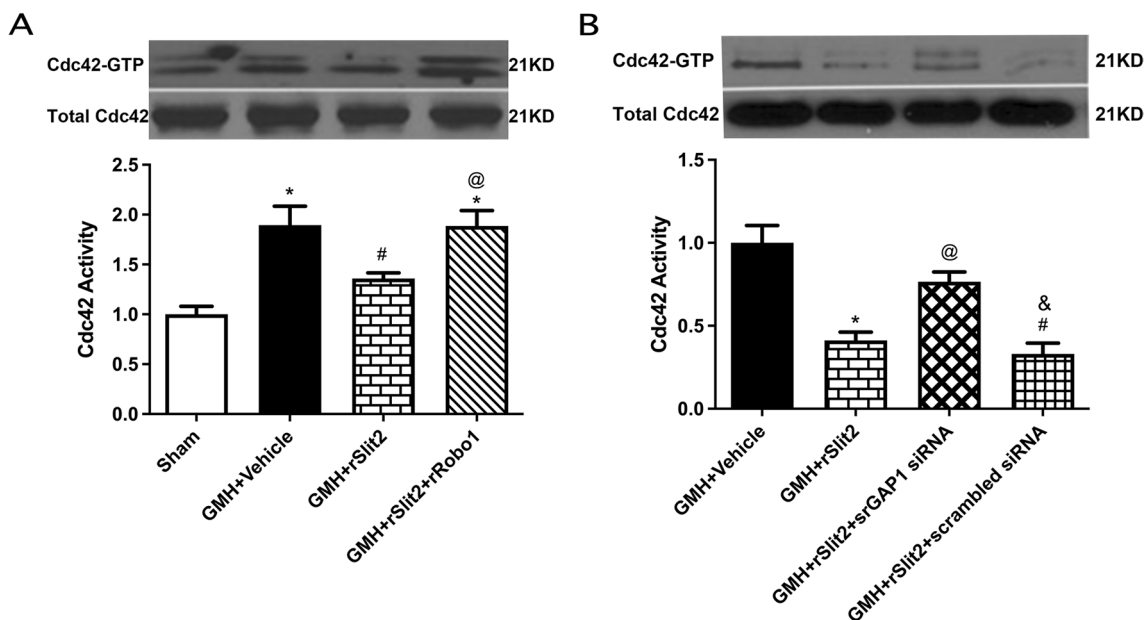 A
Cdc42-GTP
21KD
Total Cdc42
21KD
Cdc42 Activity
2.5
2.0
1.5
1.0
0.5
0.0
*
#
@
*
Sham
GMH+Vehicle
GMH+rSlit2
GMH+rSlit2+rRobo1
B
Cdc42-GTP
21KD
Total Cdc42
21KD
Cdc42 Activity
1.5
1.0
0.5
0.0
*
@
&
#
GMH+Vehicle
GMH+rSlit2
GMH+rSlit2+srGAP1 siRNA
GMH+rSlit2+scrambled siRNA